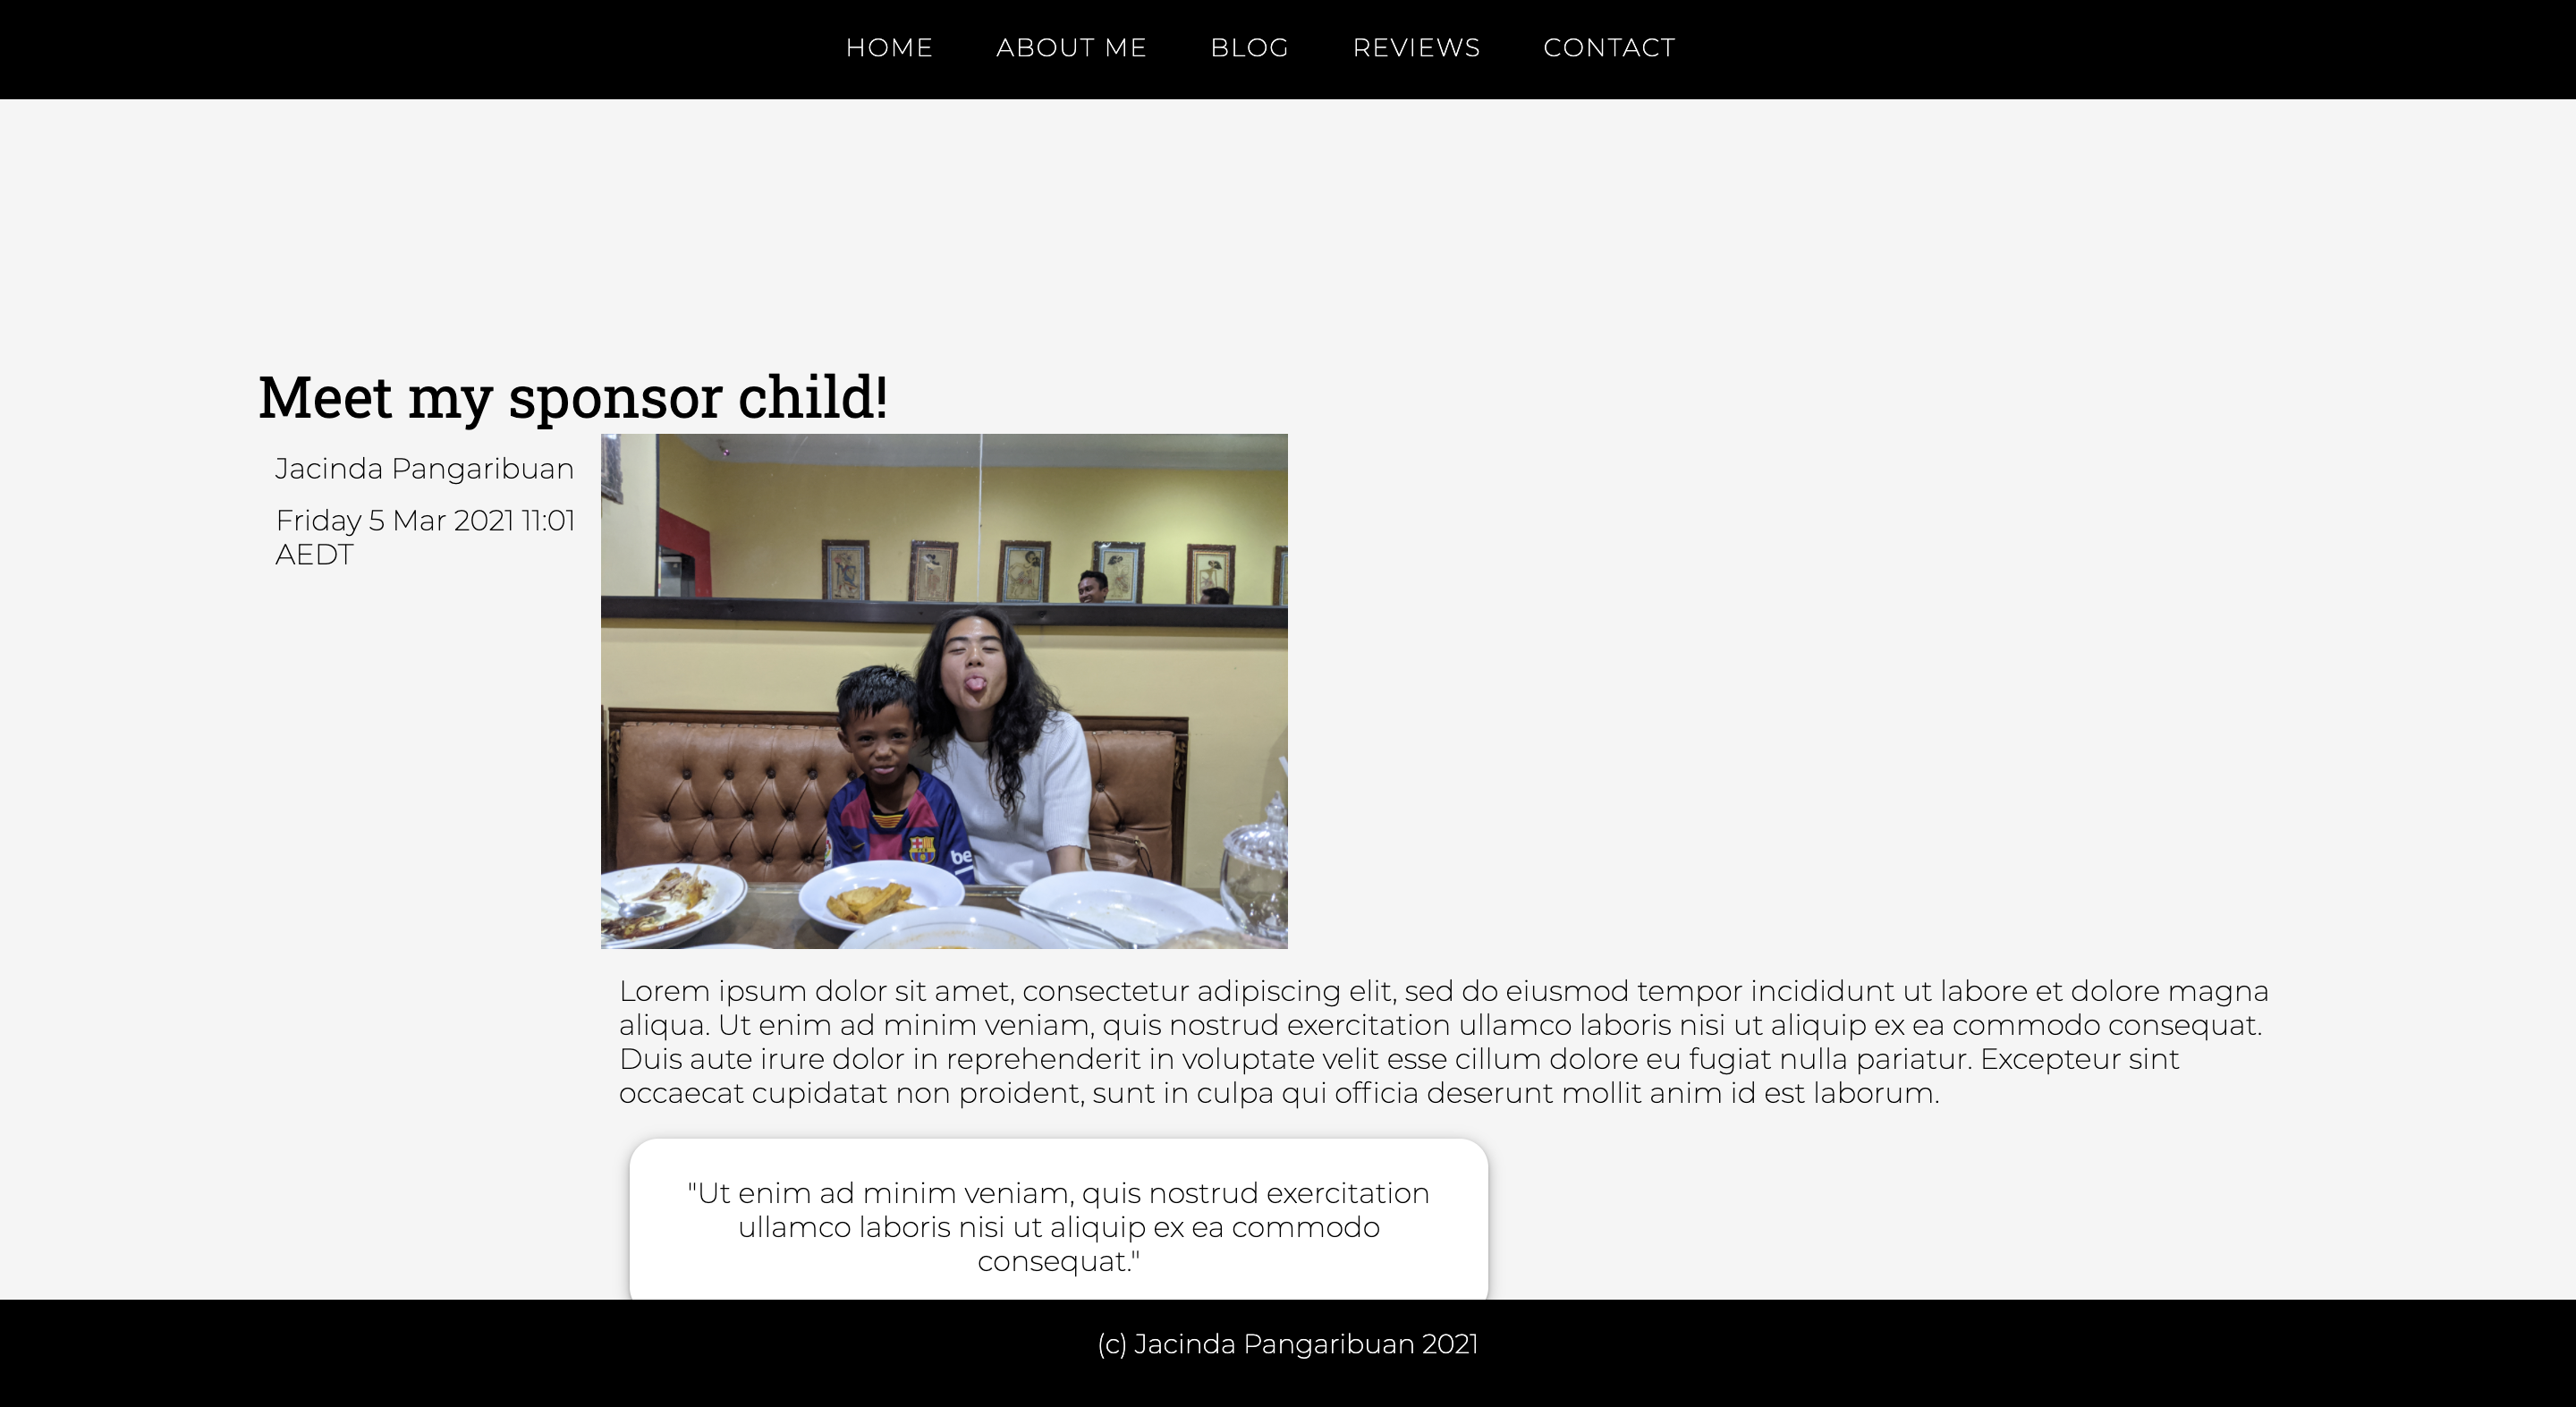 HOME ABOUT ME BLOG REVIEWS CONTACT
Meet my sponsor child!
Jacinda Pangaribuan
Friday 5 Mar 2021 11:01
AEDT
be
Lorem ipsum dolor sit amet, consectetur adipiscing elit, sed do eiusmod tempor incididunt ut labore et dolore magna
aliqua. Ut enim ad minim veniam, quis nostrud exercitation ullamco laboris nisi ut aliquip ex ea commodo consequat.
Duis aute irure dolor in reprehenderit in voluptate velit esse cillum dolore eu fugiat nulla pariatur. Excepteur sint
occaecat cupidatat non proident, sunt in culpa qui officia deserunt mollit anim id est laborum.
"Ut enim ad minim veniam, quis nostrud exercitation
ullamco laboris nisi ut aliquip ex ea commodo
consequat."
(c) Jacinda Pangaribuan 2021